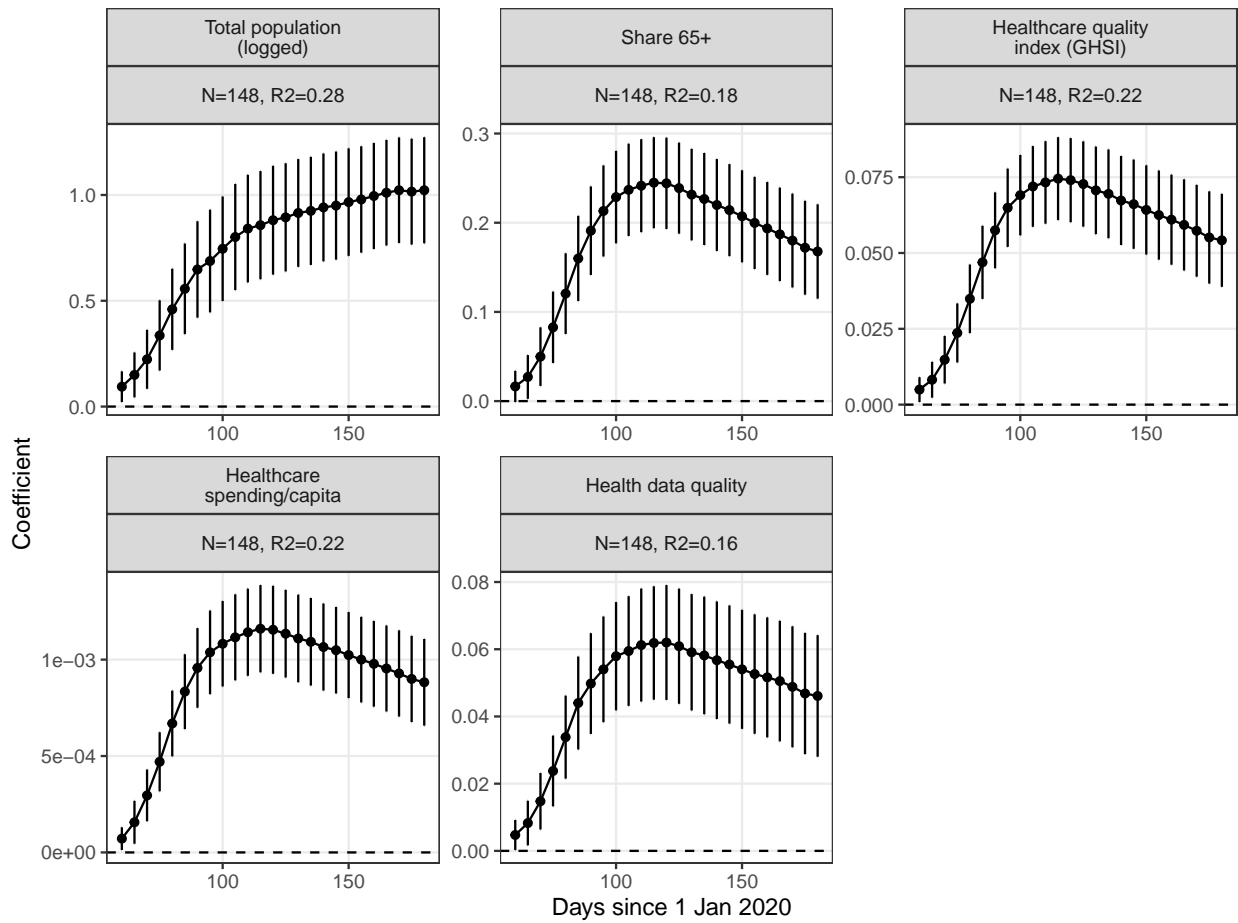 Total population
(logged)
N=148, R2=0.28
Share 65+
N=148, R2=0.18
Healthcare quality
index (GHSI)
N=148, R2=0.22
1.0
0.5
0.0
100
150
0.3
0.2
0.1
0.0
100
150
0.075
0.050
0.025
0.000
100
150
Coefficient
Healthcare
spending/capita
N=148, R2=0.22
Health data quality
N=148, R2=0.16
1e−03
5e−04
0e+00
100
150
0.08
0.06
0.04
0.02
0.00
100
150
Days since 1 Jan 2020